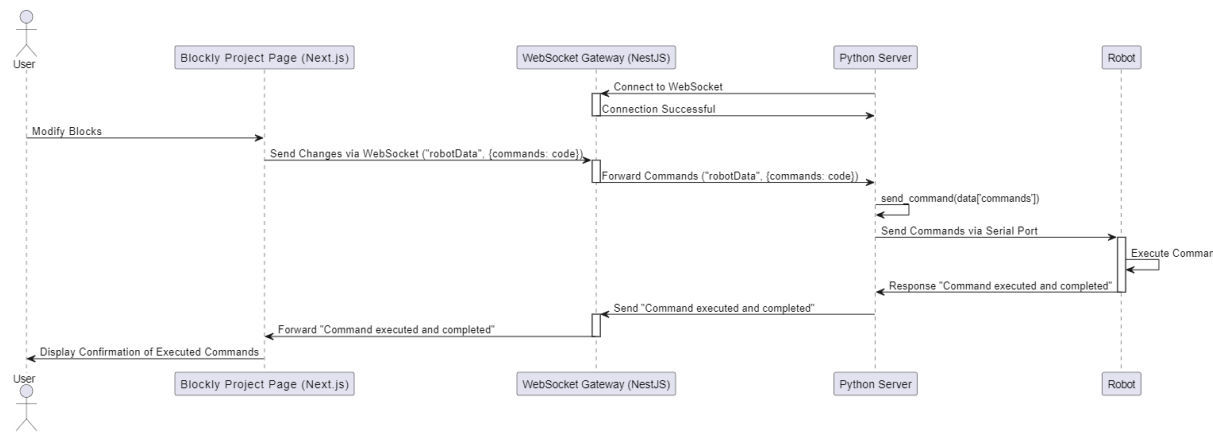 User
Blockly Project Page (Next.js)
WebSocket Gateway (NestJS)
Python Server
Robot
Connect to WebSocket
Connection Successful
Modify Blocks
Send Changes via WebSocket ("robotData", {commands: code})
Forward Commands ("robotData", {commands: code})
send_command(data['commands'])
Send Commands via Serial Port
Execute Comman
Response "Command executed and completed"
Send "Command executed and completed"
Forward "Command executed and completed"
Display Confirmation of Executed Commands
User
Blockly Project Page (Next.js)
WebSocket Gateway (NestJS)
Python Server
Robot